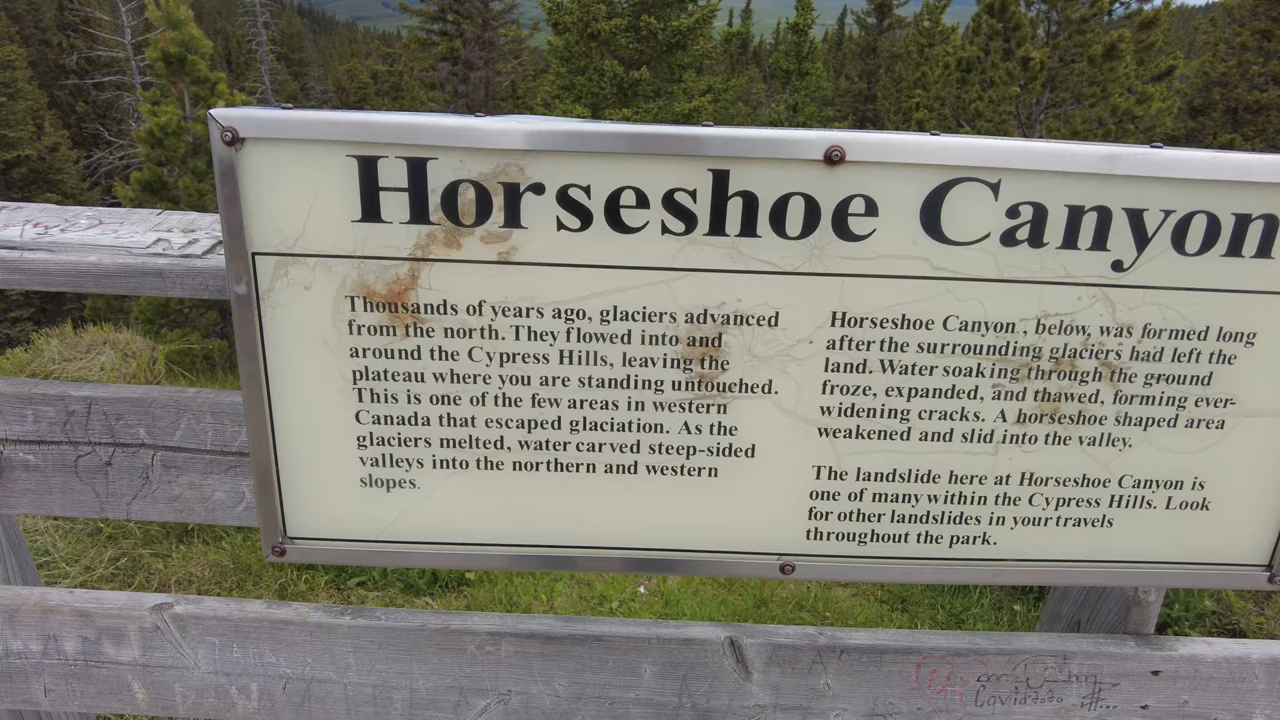 Horseshoe Canyon
Thousands of years ago, glaciers advanced
from the north. They flowed into and
around the Cypress Hills, leaving the
plateau where you are standing untouched.
This is one of the few areas in western
Canada that escaped glaciation. As the
glaciers melted, water carved steep-sided
valleys into the northern and western
slopes.
Horseshoe Canyon, below, was formed long
after the surrounding glaciers had left the
land. Water soaking through the ground
froze, expanded, and thawed, forming ever-
widening cracks. A horseshoe shaped area
weakened and slid into the valley.
The landslide here at Horseshoe Canyon is
one of many within the Cypress Hills. Look
for other landslides in your travels
throughout the park.